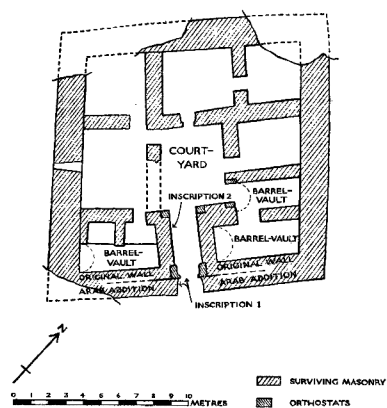 COURT-
YARD
INSCRIPTION 2
BARREL-
VAULT
BARREL-VAULT
BARREL-
VAULT
ORIGINAL WALL
ARAB ADDITION
ORIGINAL WALL
ARAB ADDITION
INSCRIPTION 1
N
0 1 2 3 4 5 6 7 8 9 10
METRES
SURVIVING MASONRY
ORTHOSTATS